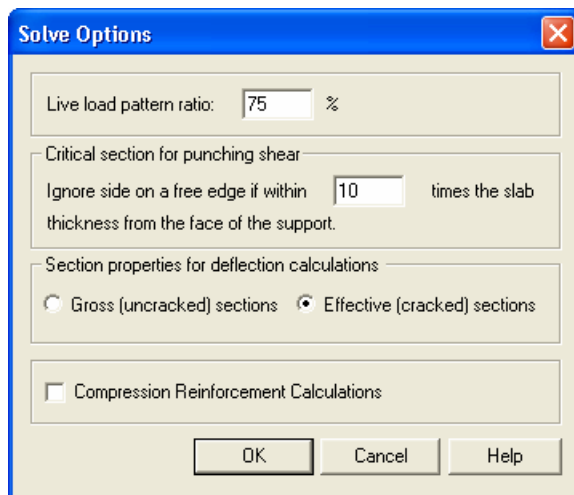 Solve Options
Live load pattern ratio: 75 %
Critical section for punching shear
Ignore side on a free edge if within 10 times the slab
thickness from the face of the support.
Section properties for deflection calculations
Gross (uncracked) sections Effective (cracked) sections
Compression Reinforcement Calculations
OK Cancel Help